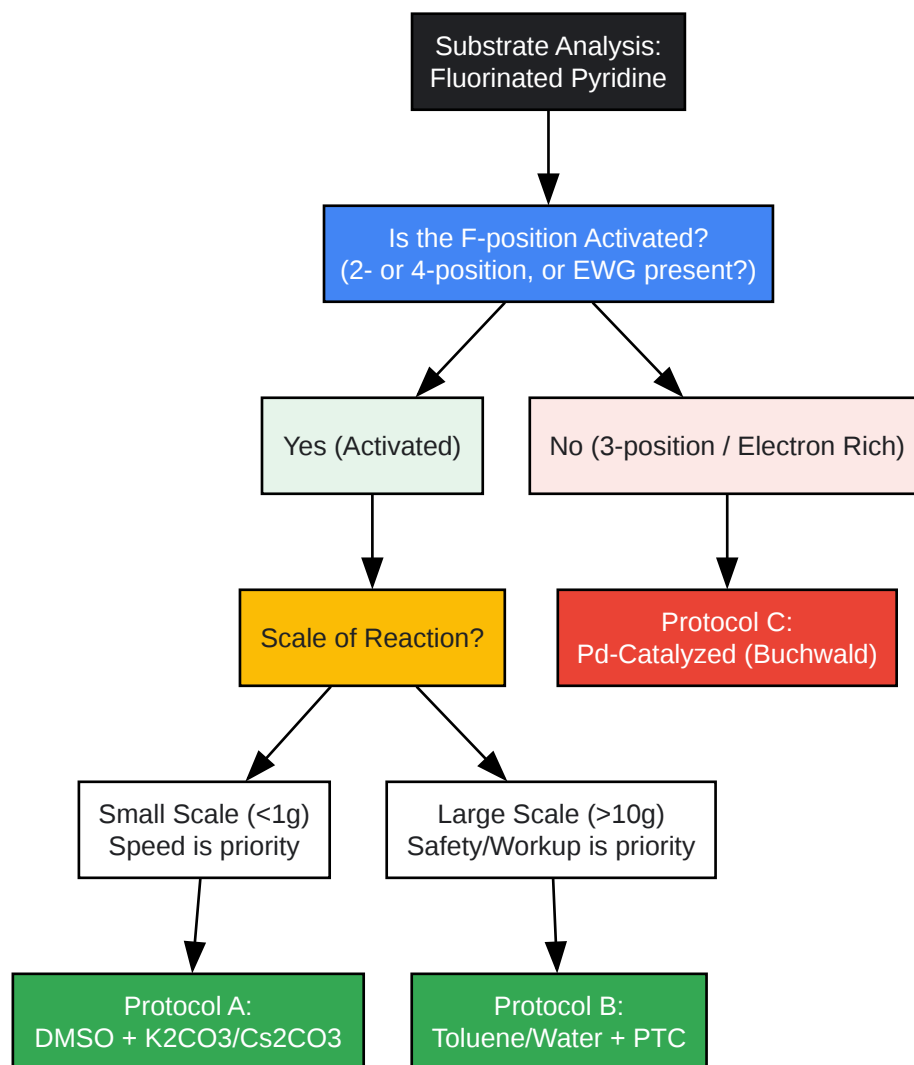 Substrate Analysis:
Fluorinated Pyridine
Is the F-position Activated?
(2- or 4-position, or EWG present?)
Yes (Activated)
No (3-position / Electron Rich)
Scale of Reaction?
Protocol C:
Pd-Catalyzed (Buchwald)
Small Scale (<1g)
Speed is priority
Large Scale (>10g)
Safety/Workup is priority
Protocol A:
DMSO + K2CO3/Cs2CO3
Protocol B:
Toluene/Water + PTC